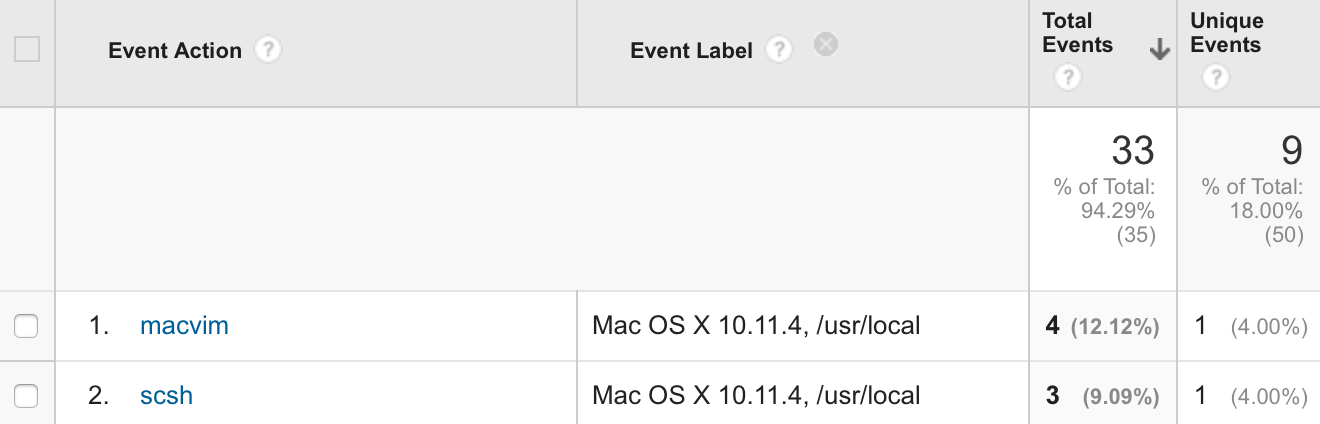 Event Action ?
Event Label ?
Total Events ?
Unique Events ?
33
% of Total:
94.29%
(35)
9
% of Total:
18.00%
(50)
1. macvim Mac OS X 10.11.4, /usr/local 4 (12.12%) 1 (4.00%)
2. scsh Mac OS X 10.11.4, /usr/local 3 (9.09%) 1 (4.00%)